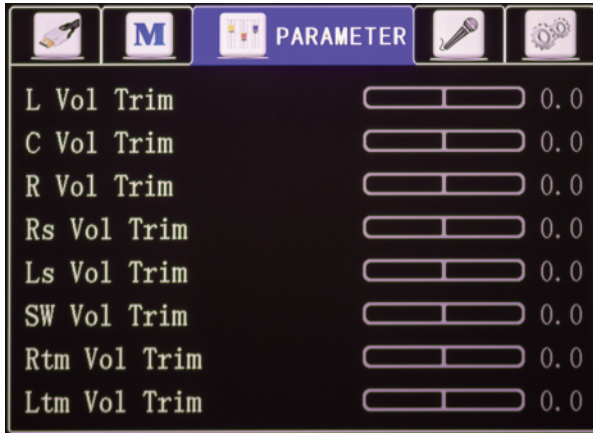 M PARAMETER
L Vol Trim 0.0
C Vol Trim 0.0
R Vol Trim 0.0
Rs Vol Trim 0.0
Ls Vol Trim 0.0
SW Vol Trim 0.0
Rtm Vol Trim 0.0
Ltm Vol Trim 0.0